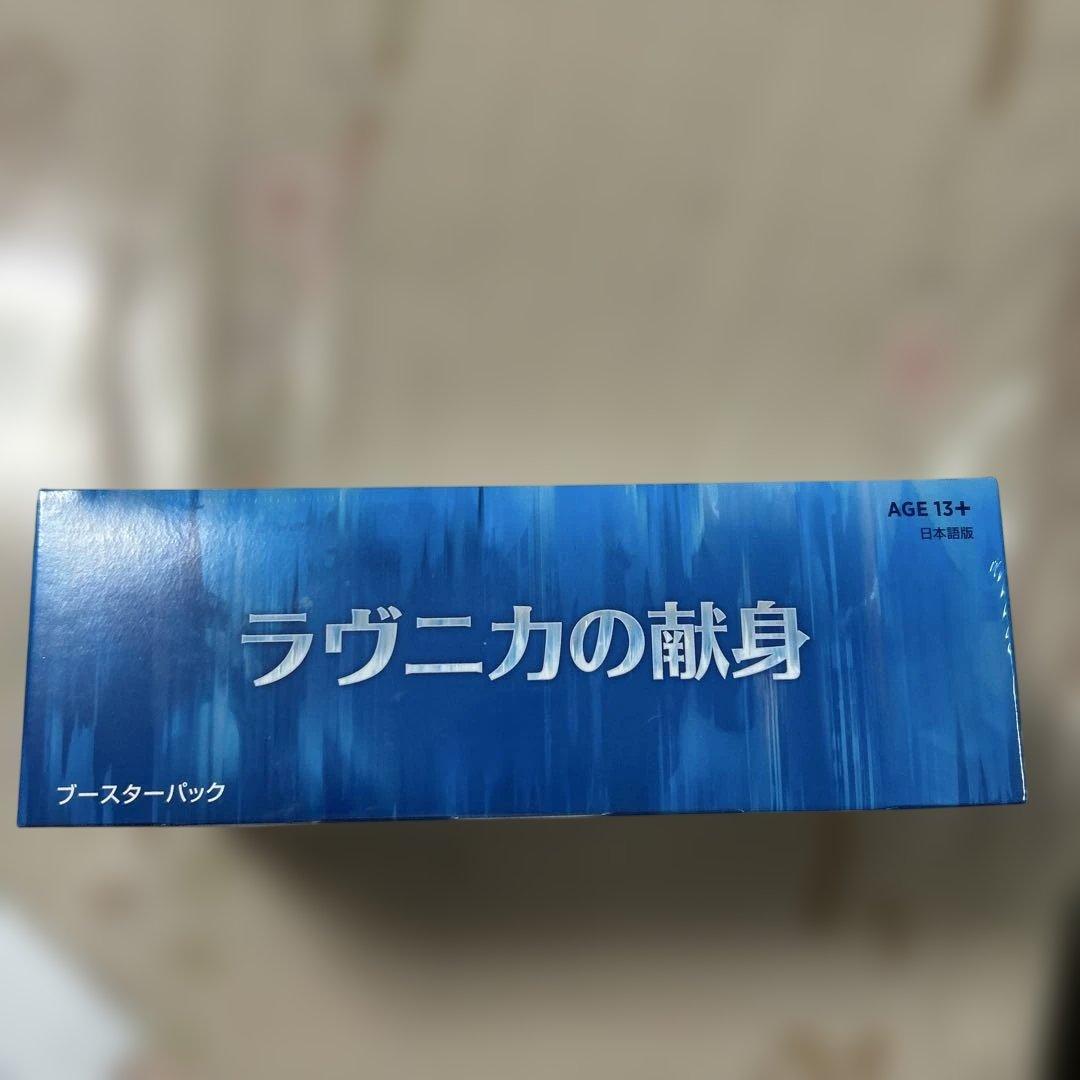 AGE 13+
日本語版
ラヴニカの献身
ブースターパック